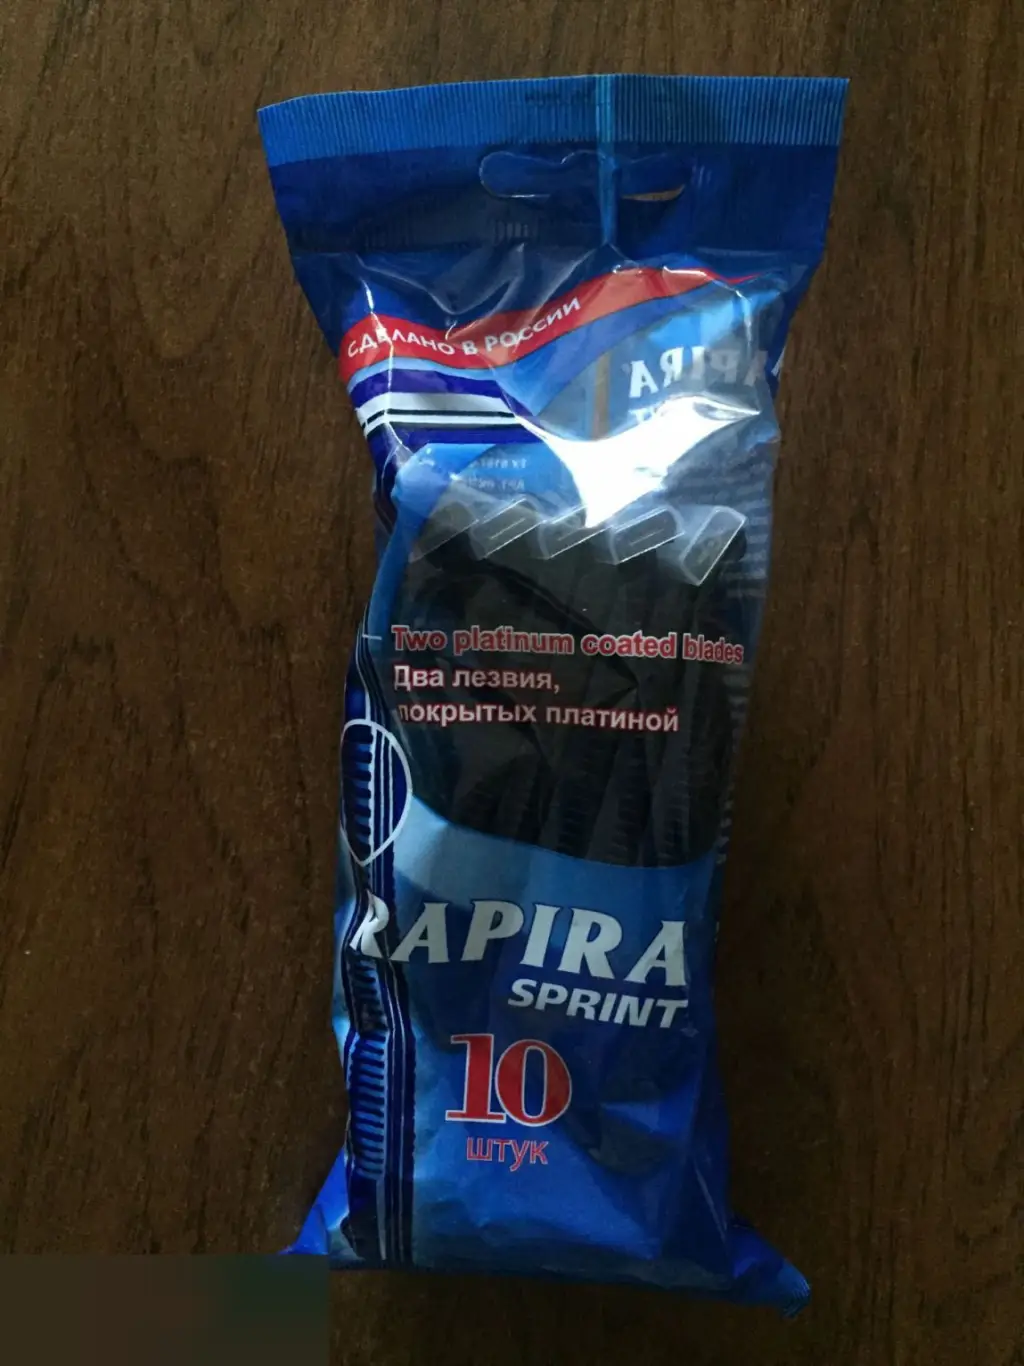 СДЕЛАНО В РОССИИ
Two platinum coated blades
Два лезвия,
покрытых платиной
RAPIRA
SPRINT
10
штук